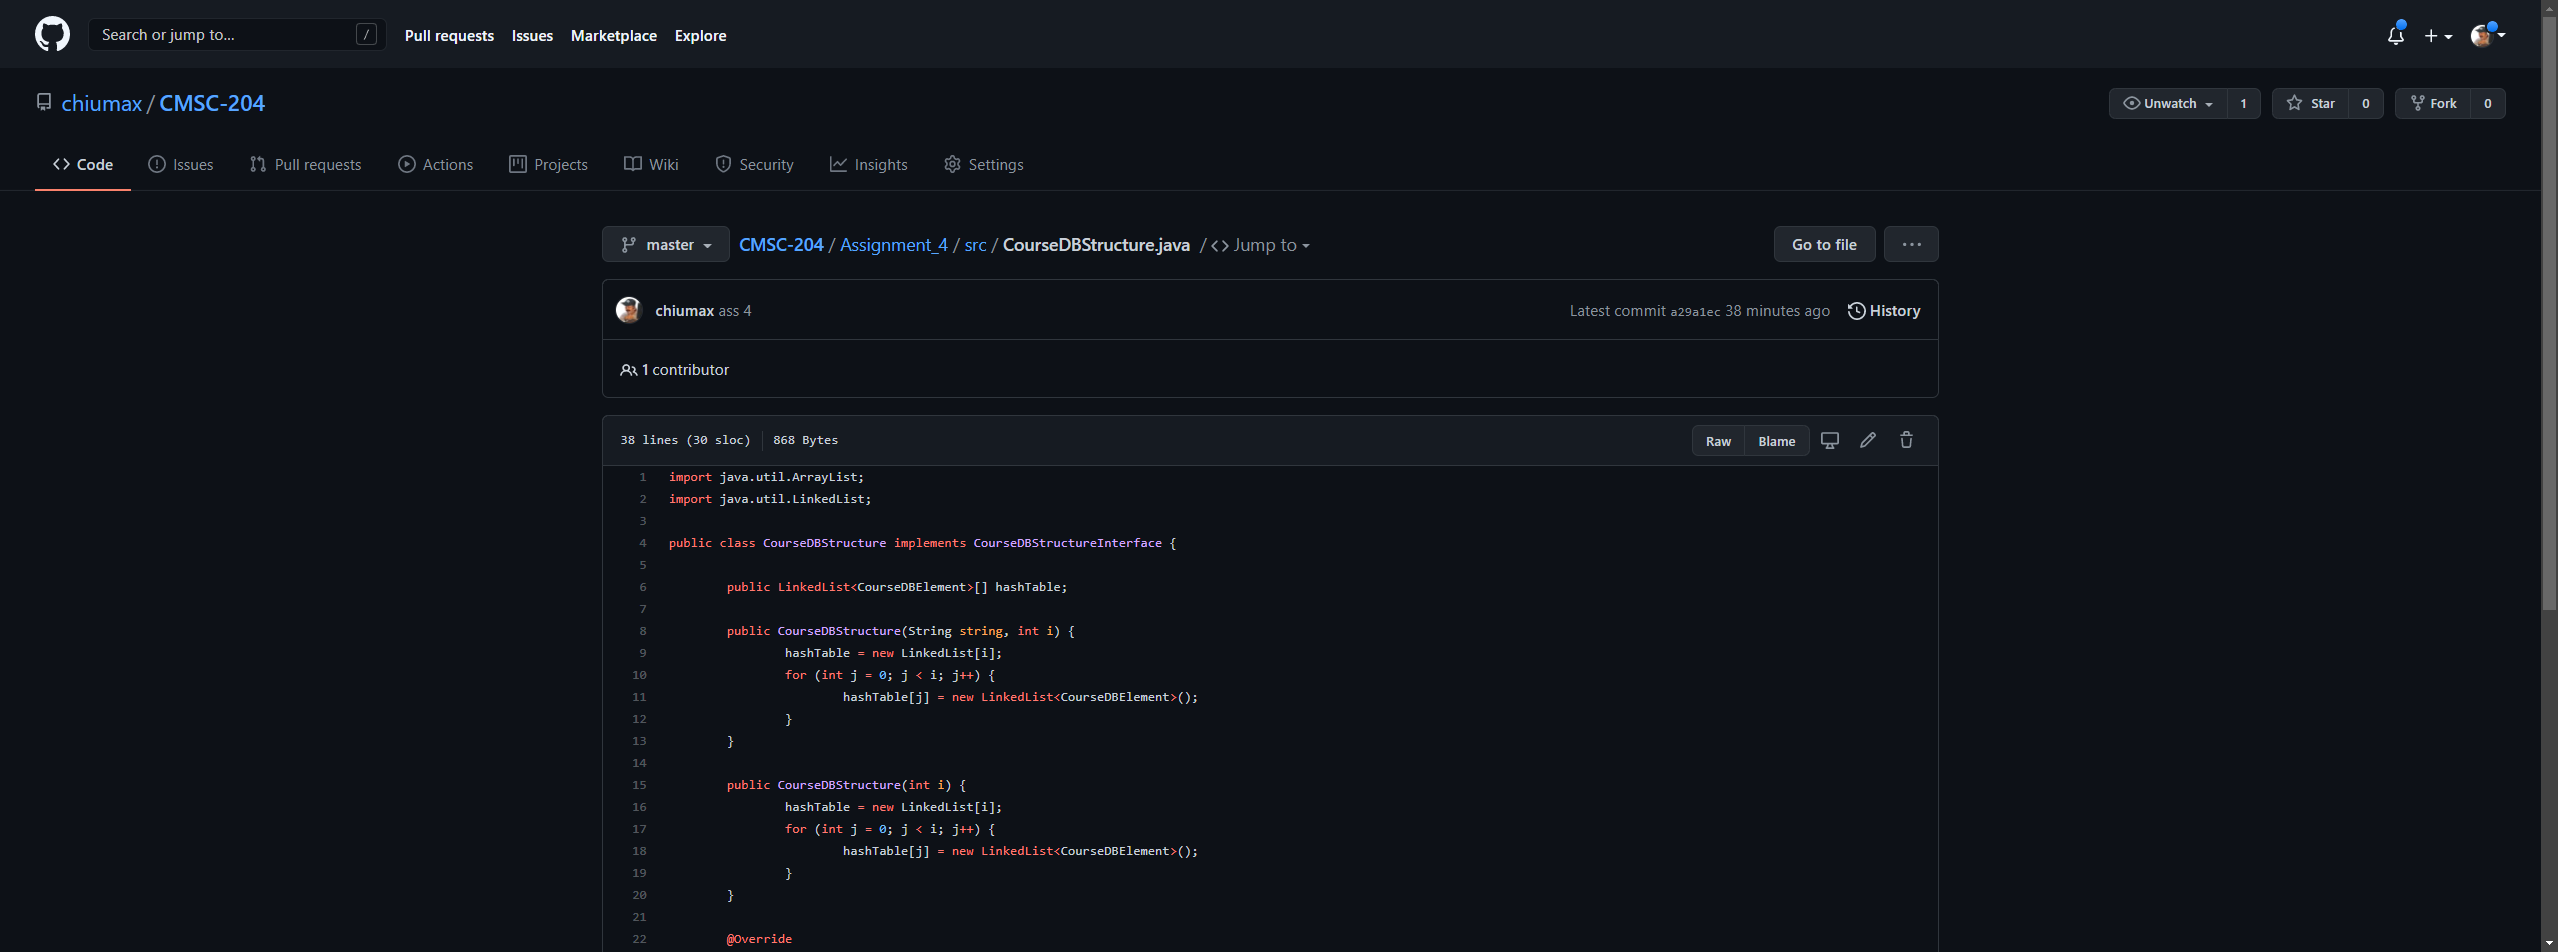 Search or jump to... /
Pull requests Issues Marketplace Explore
chiumax / CMSC-204
Unwatch 1 Star 0 Fork 0
Code Issues Pull requests Actions Projects Wiki Security Insights Settings
master CMSC-204 / Assignment_4 / src / CourseDBStructure.java / <> Jump to
Go to file ...
chiumax ass 4
Latest commit a29a1ec 38 minutes ago History
1 contributor
38 lines (30 sloc) 868 Bytes
Raw Blame
1 import java.util.ArrayList;
2 import java.util.LinkedList;
3
4 public class CourseDBStructure implements CourseDBStructureInterface {
5
6 public LinkedList<CourseDBElement>[] hashTable;
7
8 public CourseDBStructure(String string, int i) {
9 hashTable = new LinkedList[i];
10 for (int j = 0; j < i; j++) {
11 hashTable[j] = new LinkedList<CourseDBElement>();
12 }
13 }
14
15 public CourseDBStructure(int i) {
16 hashTable = new LinkedList[i];
17 for (int j = 0; j < i; j++) {
18 hashTable[j] = new LinkedList<CourseDBElement>();
19 }
20 }
21
22 @Override